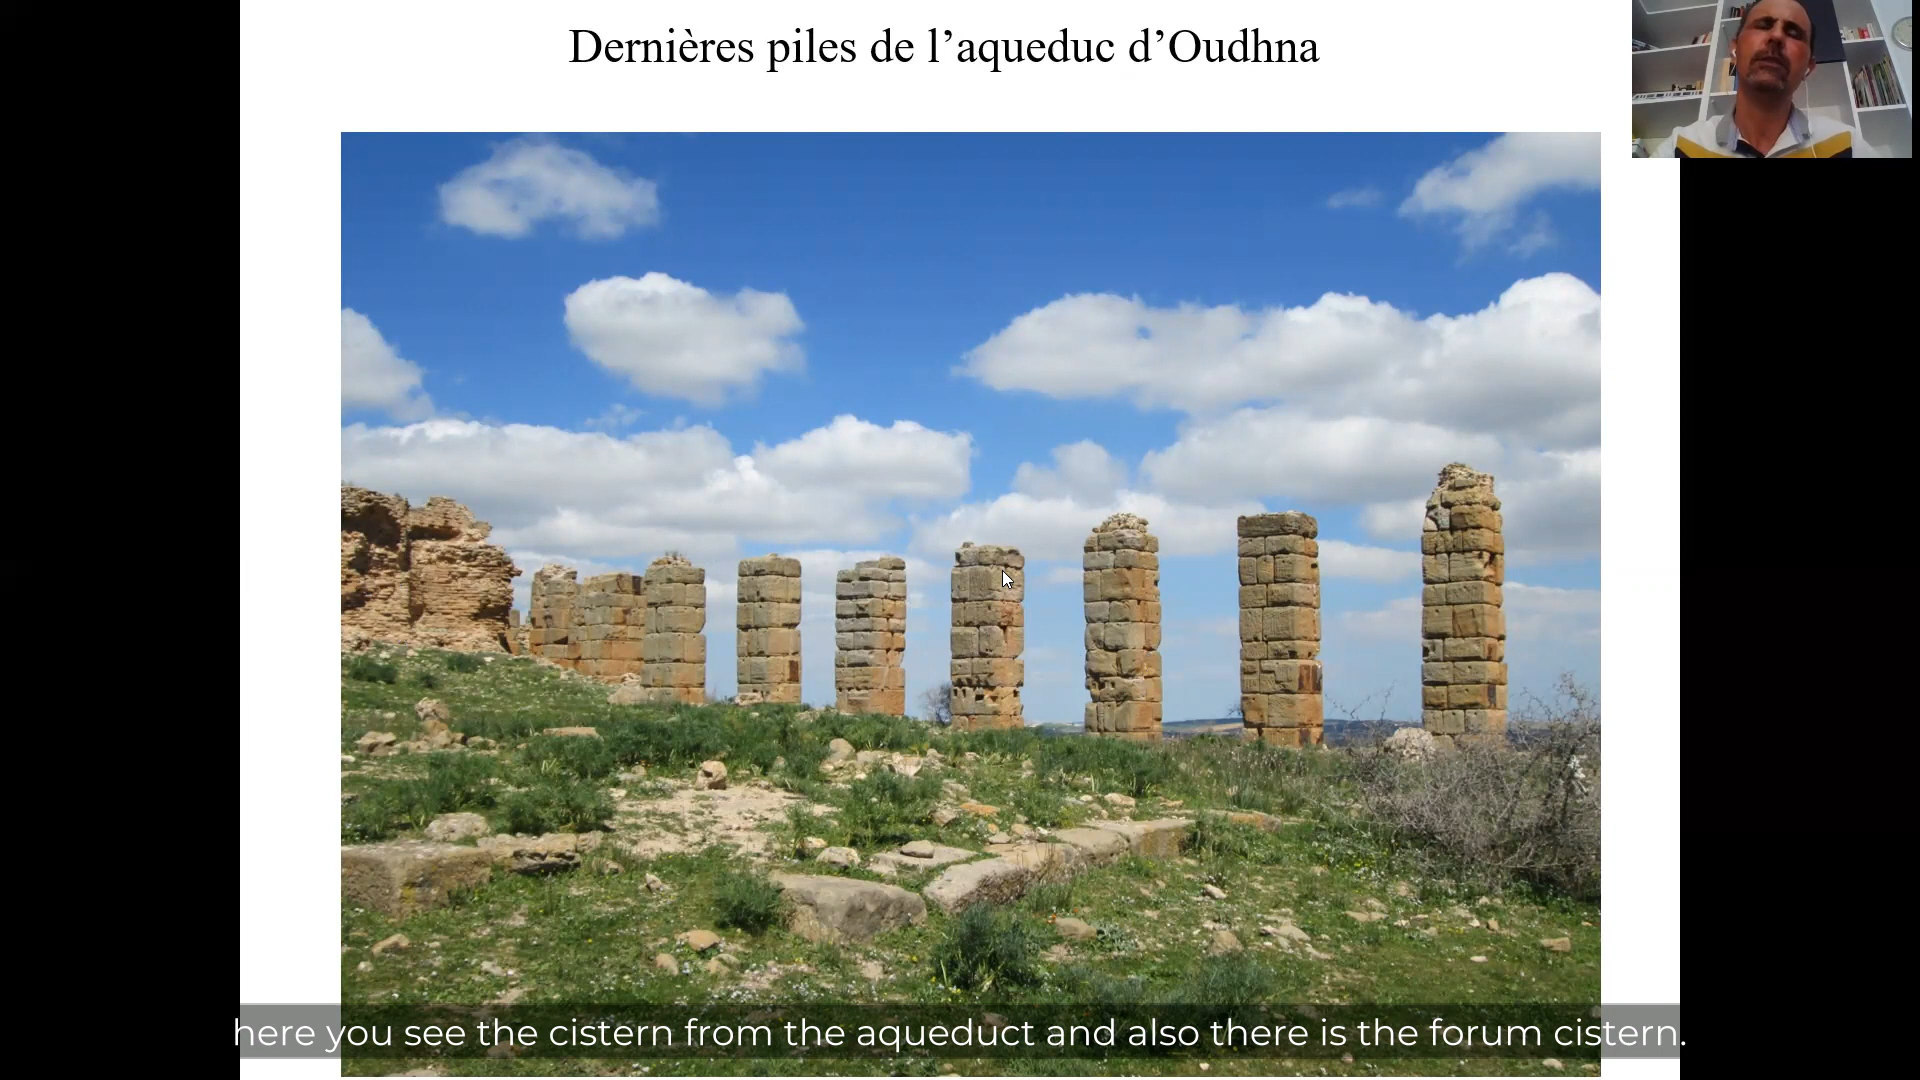 Dernières piles de l’aqueduc d’Oudhna
here you see the cistern from the aqueduct and also there is the forum cistern.